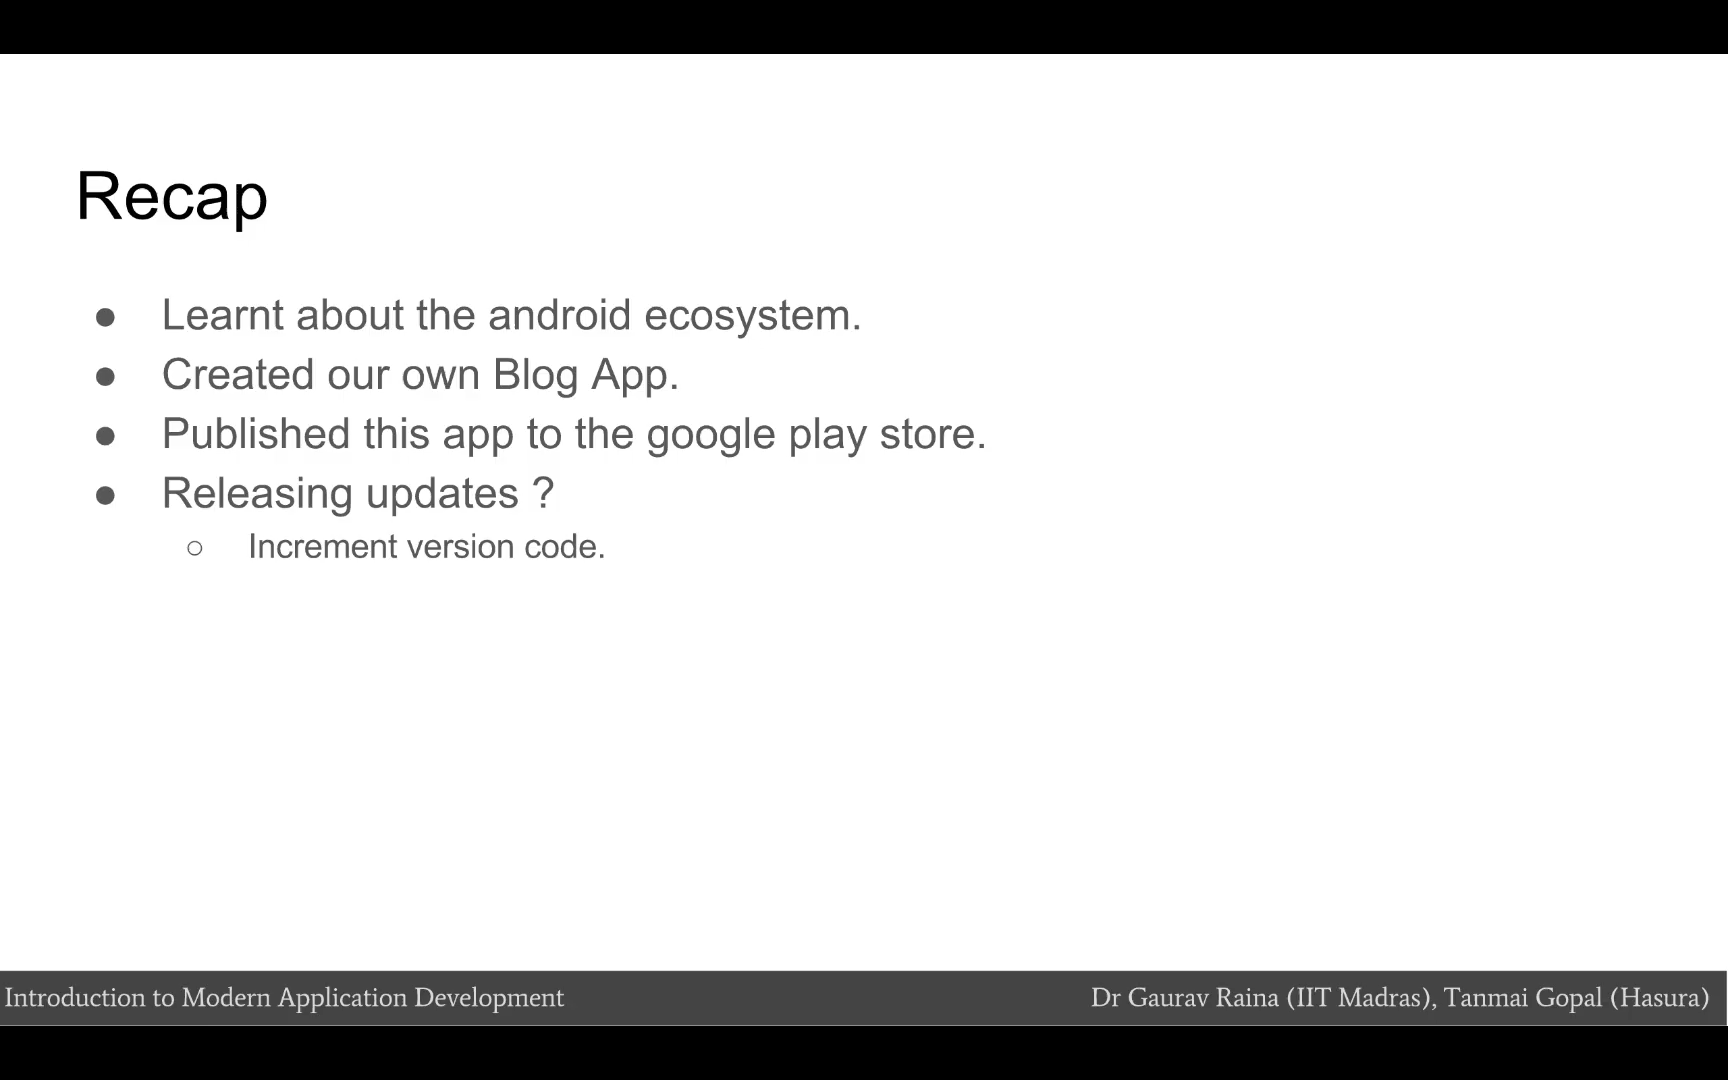 Recap
● Learnt about the android ecosystem.
● Created our own Blog App.
● Published this app to the google play store.
● Releasing updates ?
○ Increment version code.
Introduction to Modern Application Development
Dr Gaurav Raina (IIT Madras), Tanmai Gopal (Hasura)